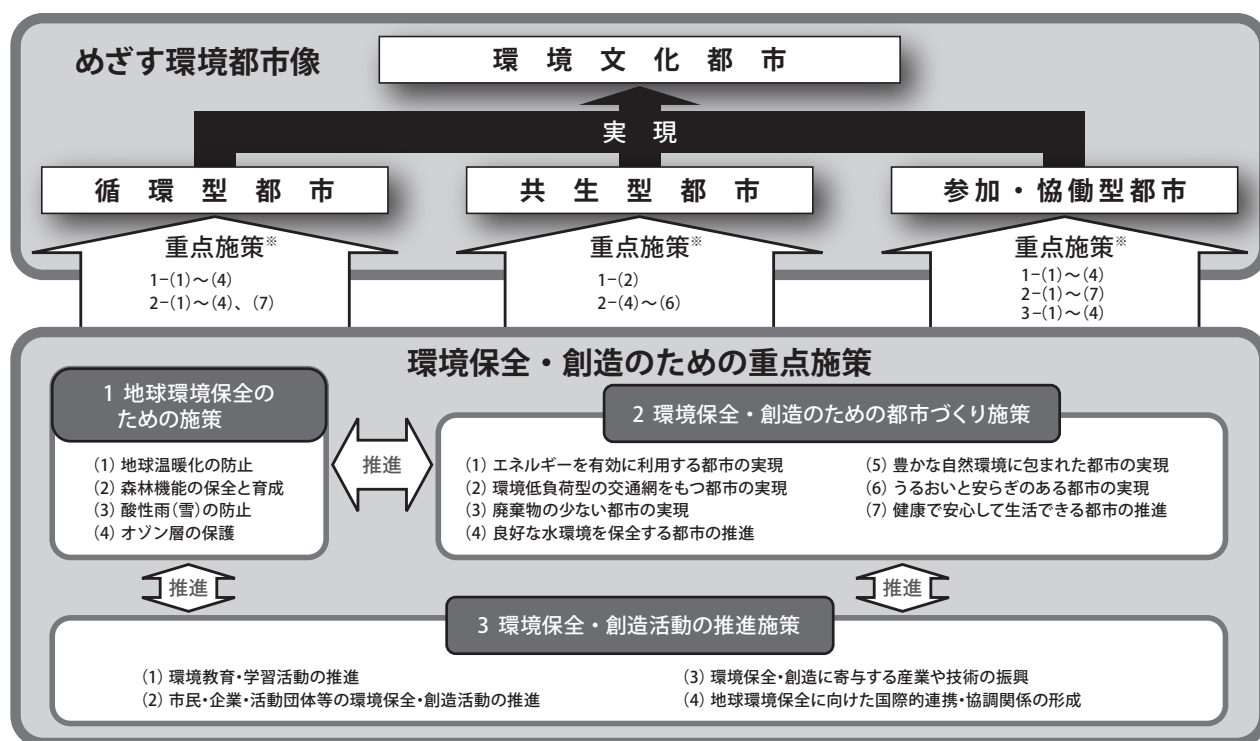 めざす環境都市像
環境文化都市
実現
循環型都市
共生型都市
参加・協働型都市
重点施策※
1-(1)～(4)
2-(1)～(4)、(7)
重点施策※
1-(2)
2-(4)～(6)
重点施策※
1-(1)～(4)
2-(1)～(7)
3-(1)～(4)
環境保全・創造のための重点施策
1 地球環境保全の
ための施策
(1) 地球温暖化の防止
(2) 森林機能の保全と育成
(3) 酸性雨(雪)の防止
(4) オゾン層の保護
推進
2 環境保全・創造のための都市づくり施策
(1) エネルギーを有効に利用する都市の実現
(2) 環境低負荷型の交通網をもつ都市の実現
(3) 廃棄物の少ない都市の実現
(4) 良好な水環境を保全する都市の推進
(5) 豊かな自然環境に包まれた都市の実現
(6) うるおいと安らぎのある都市の実現
(7) 健康で安心して生活できる都市の推進
推進
推進
3 環境保全・創造活動の推進施策
(1) 環境教育・学習活動の推進
(2) 市民・企業・活動団体等の環境保全・創造活動の推進
(3) 環境保全・創造に寄与する産業や技術の振興
(4) 地球環境保全に向けた国際的連携・協調関係の形成